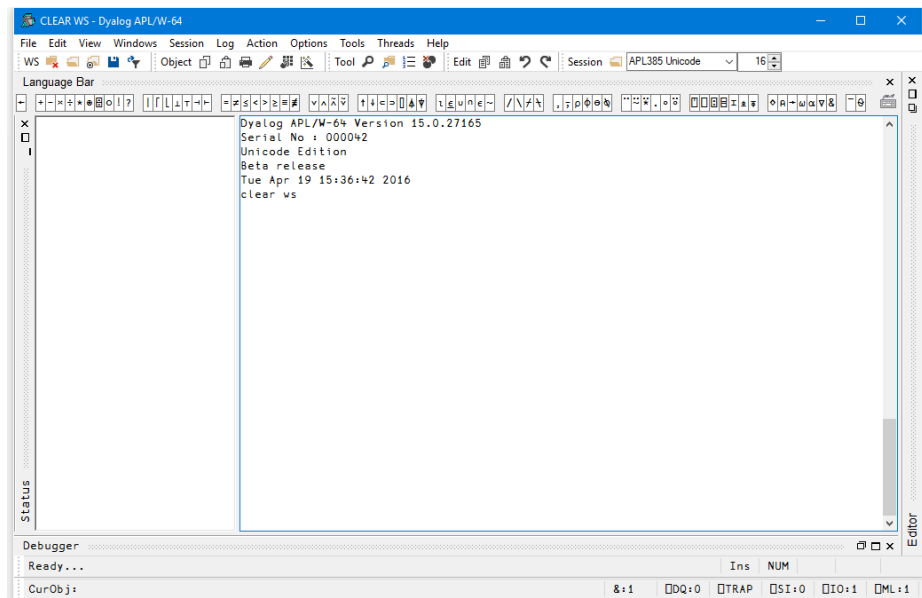 CLEAR WS - Dyalog APL/W-64
File Edit View Windows Session Log Action Options Tools Threads Help
WS Object Tool Edit Session APL385 Unicode 16
Language Bar
Dyalog APL/W-64 Version 15.0.27165
Serial No : 000042
Unicode Edition
Beta release
Tue Apr 19 15:36:42 2016
clear ws
Status
Editor
Debugger
Ready... Ins NUM
CurObj: &:1 ⎕DQ:0 ⎕TRAP ⎕SI:0 ⎕IO:1 ⎕ML:1